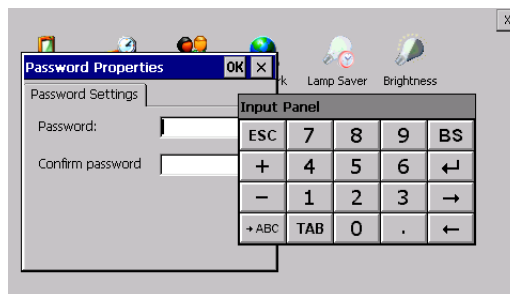 X
Password Properties OK ×
k Lamp Saver Brightness
Password Settings
Input Panel
Password:
ESC 7 8 9 BS
Confirm password
+ 4 5 6 ↵
− 1 2 3 →
→ABC TAB 0 . ←